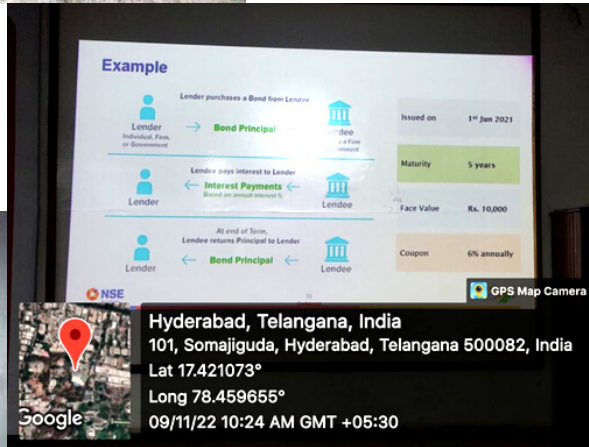 Example
Lender purchases a Bond from Lendee
Lender
Individual, Firm,
or Government
Bond Principal
Issued on 1st Jun 2021
Lendee pays interest to Lender
Interest Payments
Based on annual interest %
Lender
Lendee
Maturity 5 years
Face Value Rs. 10,000
At end of Term,
Lendee returns Principal to Lender
Bond Principal
Lender
Lendee
Coupon 6% annually
NSE
GPS Map Camera
Google
Hyderabad, Telangana, India
101, Somajiguda, Hyderabad, Telangana 500082, India
Lat 17.421073°
Long 78.459655°
09/11/22 10:24 AM GMT +05:30